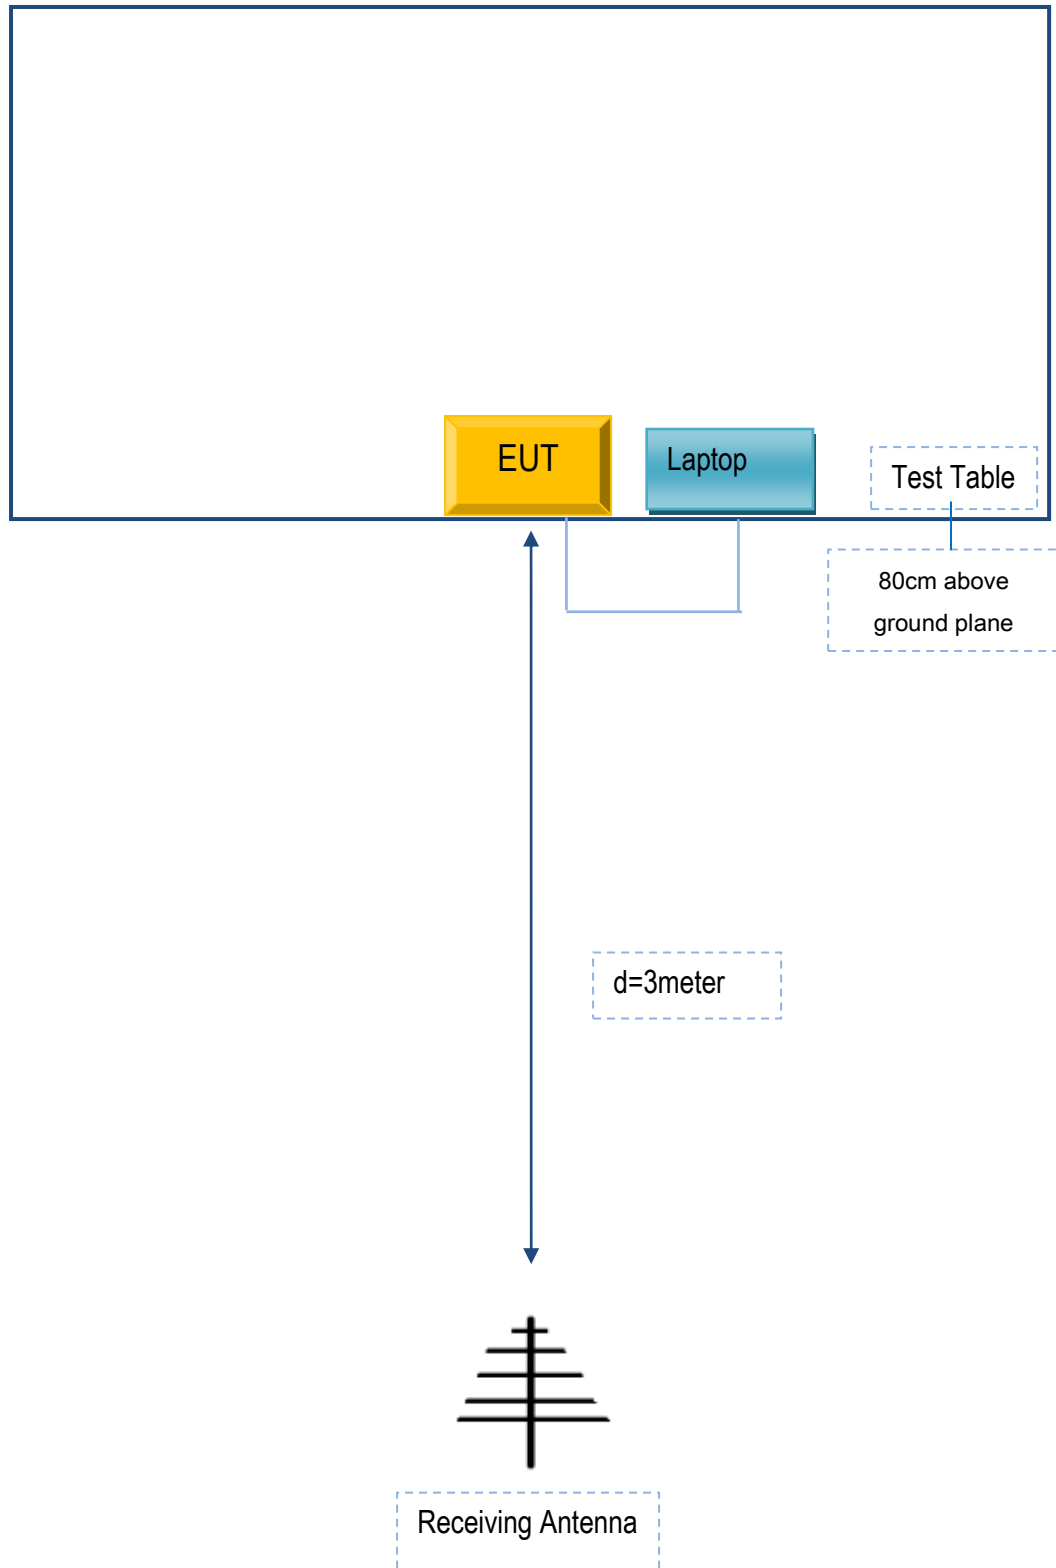 EUT
Laptop
Test Table
80cm above
ground plane
d=3meter
Receiving Antenna